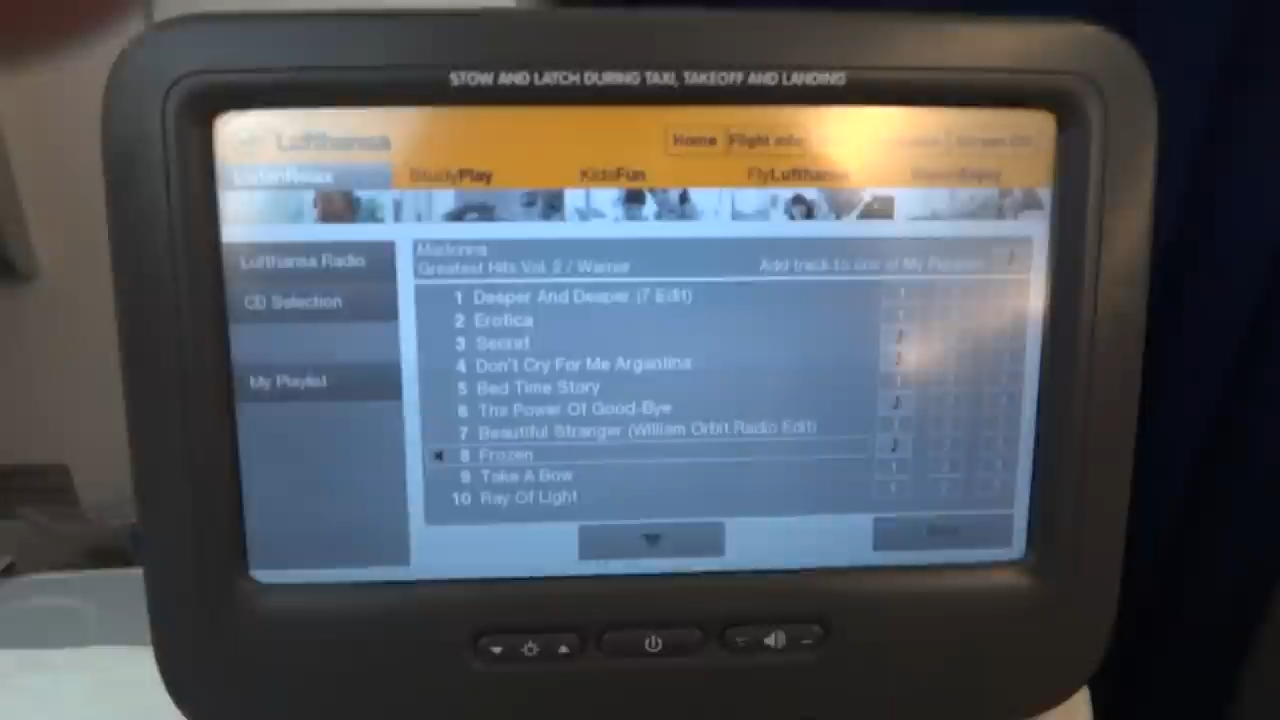 STOW AND LATCH DURING TAXI, TAKEOFF AND LANDING
Lufthansa
Home Flight Info
ListenRelax StudyPlay KidsFun FlyLufthansa
Lufthansa Radio
CD Selection
My Playlist
Madonna
Greatest Hits Vol. 2 / Warner
Add track to one of My Playlists
1 Deeper And Deeper (7 Edit)
2 Erotica
3 Secret
4 Don't Cry For Me Argentina
5 Bed Time Story
6 The Power Of Good-Bye
7 Beautiful Stranger (William Orbit Radio Edit)
8 Frozen
9 Take A Bow
10 Ray Of Light